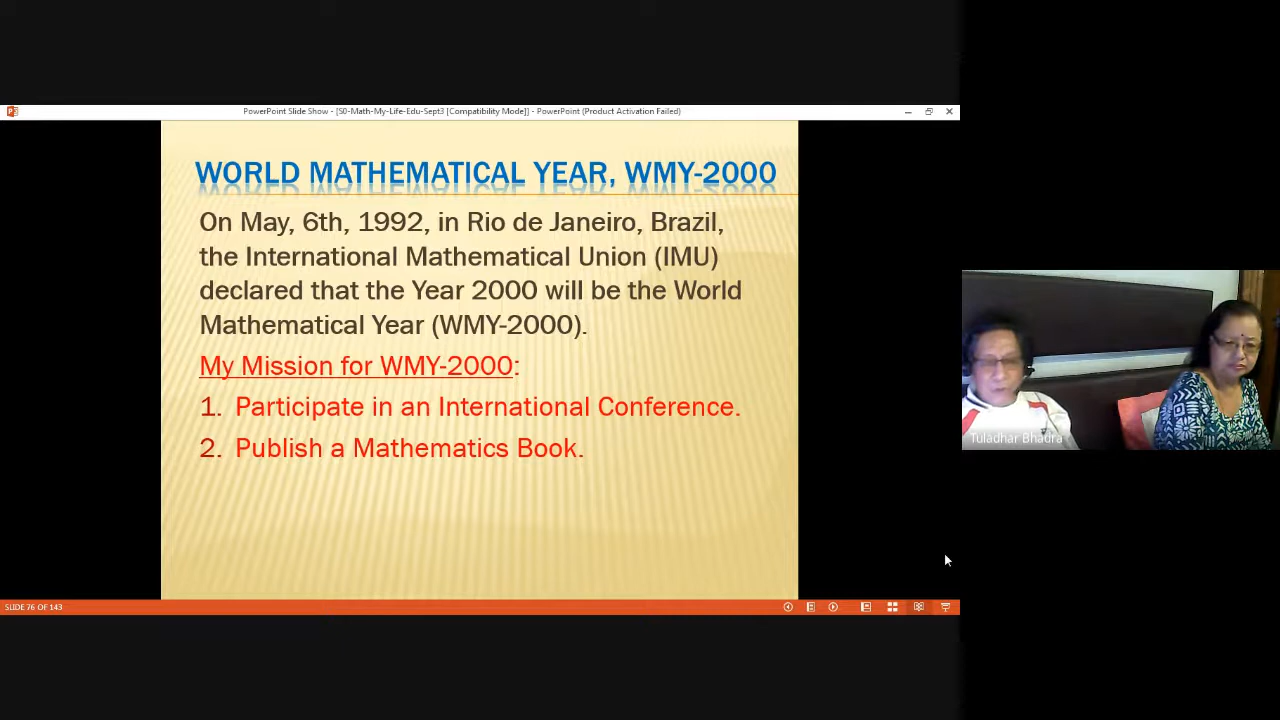 PowerPoint Slide Show - [S0-Math-My-Life-Edu-Sept3 [Compatibility Mode]] - PowerPoint (Product Activation Failed)
WORLD MATHEMATICAL YEAR, WMY-2000
On May, 6th, 1992, in Rio de Janeiro, Brazil,
the International Mathematical Union (IMU)
declared that the Year 2000 will be the World
Mathematical Year (WMY-2000).
My Mission for WMY-2000:
1. Participate in an International Conference.
2. Publish a Mathematics Book.
Tuladhar Bhadra
SLIDE 76 OF 143